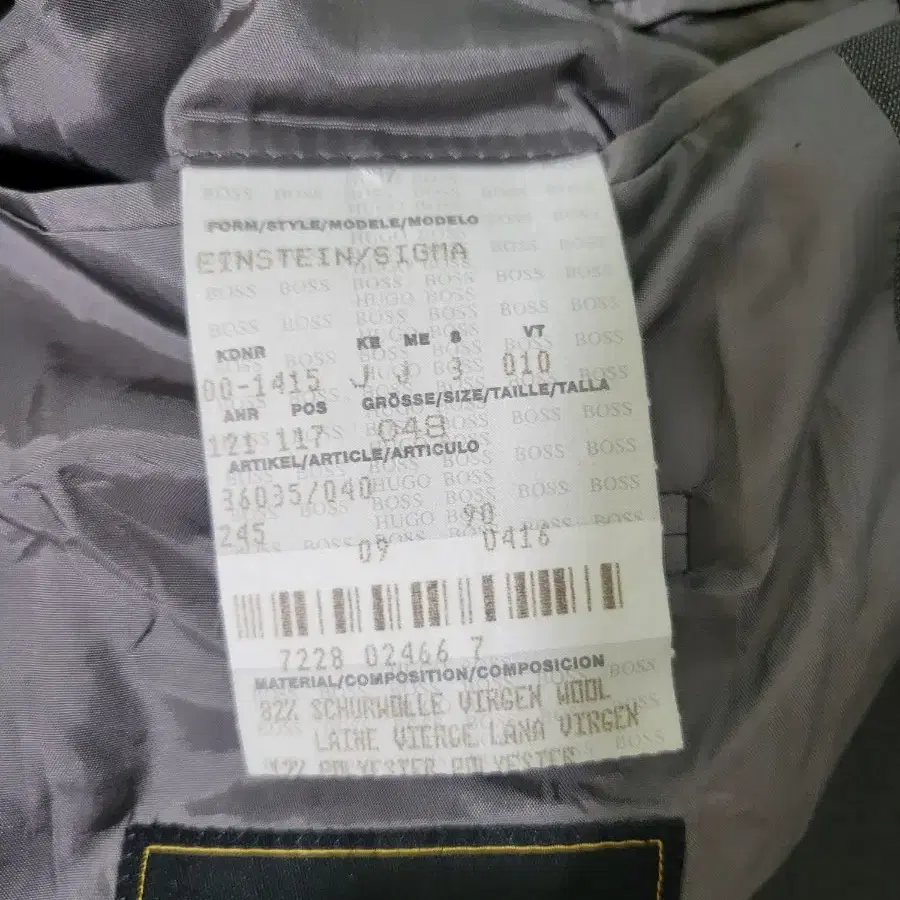 FORM/STYLE/MODELE/MODELO
EINSTEIN/SIGMA
KDNR KE ME S VT
00-1415 J J 3 010
ANR POS GRÖSSE/SIZE/TAILLE/TALLA
121 117 048
ARTIKEL/ARTICLE/ARTICULO
36035/040
245 90
09 0416
7228 02466 7
MATERIAL/COMPOSITION/COMPOSICION
82% SCHURWOLLE VIRGEN WOOL
LAINE VIERGE LANA VIRGEN
POLYESTER POLYESTER
HUGO BOSS